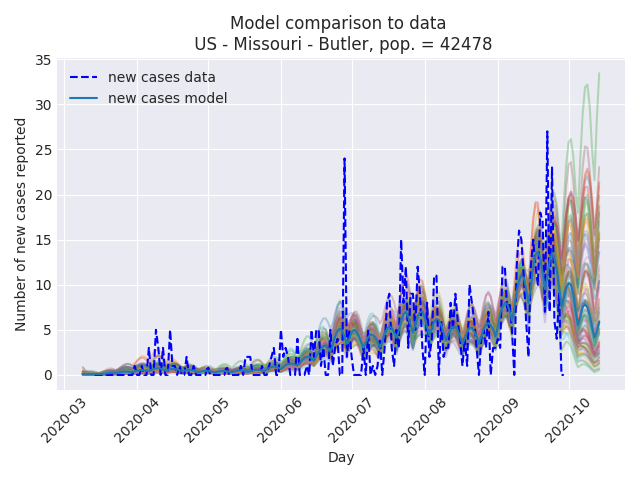 Model comparison to data
US - Missouri - Butler, pop. = 42478
35
30
25
20
15
10
5
0
Number of new cases reported
new cases data
new cases model
2020-03
2020-04
2020-05
2020-06
2020-07
2020-08
2020-09
2020-10
Day